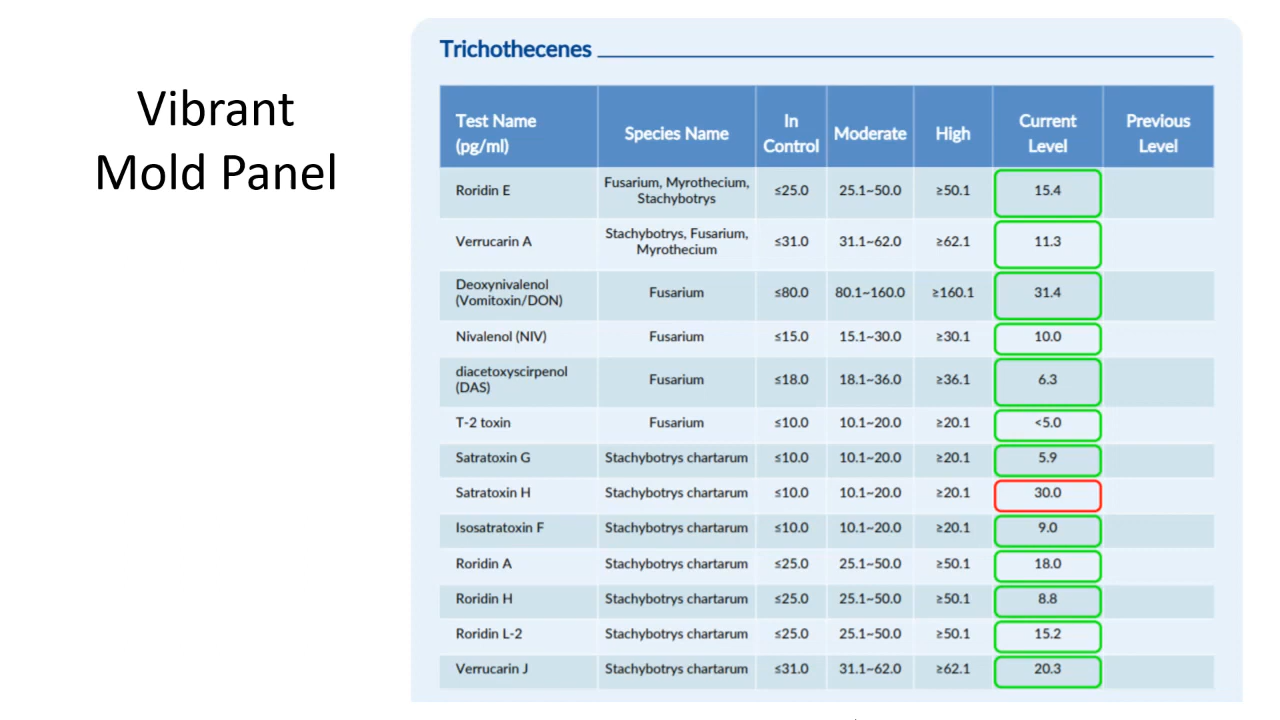 Vibrant
Mold Panel
Trichothecenes
Test Name (pg/ml) Species Name In Control Moderate High Current Level Previous Level
Roridin E Fusarium, Myrothecium, Stachybotrys ≤25.0 25.1~50.0 ≥50.1 15.4
Verrucarin A Stachybotrys, Fusarium, Myrothecium ≤31.0 31.1~62.0 ≥62.1 11.3
Deoxynivalenol (Vomitoxin/DON) Fusarium ≤80.0 80.1~160.0 ≥160.1 31.4
Nivalenol (NIV) Fusarium ≤15.0 15.1~30.0 ≥30.1 10.0
diacetoxyscirpenol (DAS) Fusarium ≤18.0 18.1~36.0 ≥36.1 6.3
T-2 toxin Fusarium ≤10.0 10.1~20.0 ≥20.1 <5.0
Satratoxin G Stachybotrys chartarum ≤10.0 10.1~20.0 ≥20.1 5.9
Satratoxin H Stachybotrys chartarum ≤10.0 10.1~20.0 ≥20.1 30.0
Isosatratoxin F Stachybotrys chartarum ≤10.0 10.1~20.0 ≥20.1 9.0
Roridin A Stachybotrys chartarum ≤25.0 25.1~50.0 ≥50.1 18.0
Roridin H Stachybotrys chartarum ≤25.0 25.1~50.0 ≥50.1 8.8
Roridin L-2 Stachybotrys chartarum ≤25.0 25.1~50.0 ≥50.1 15.2
Verrucarin J Stachybotrys chartarum ≤31.0 31.1~62.0 ≥62.1 20.3